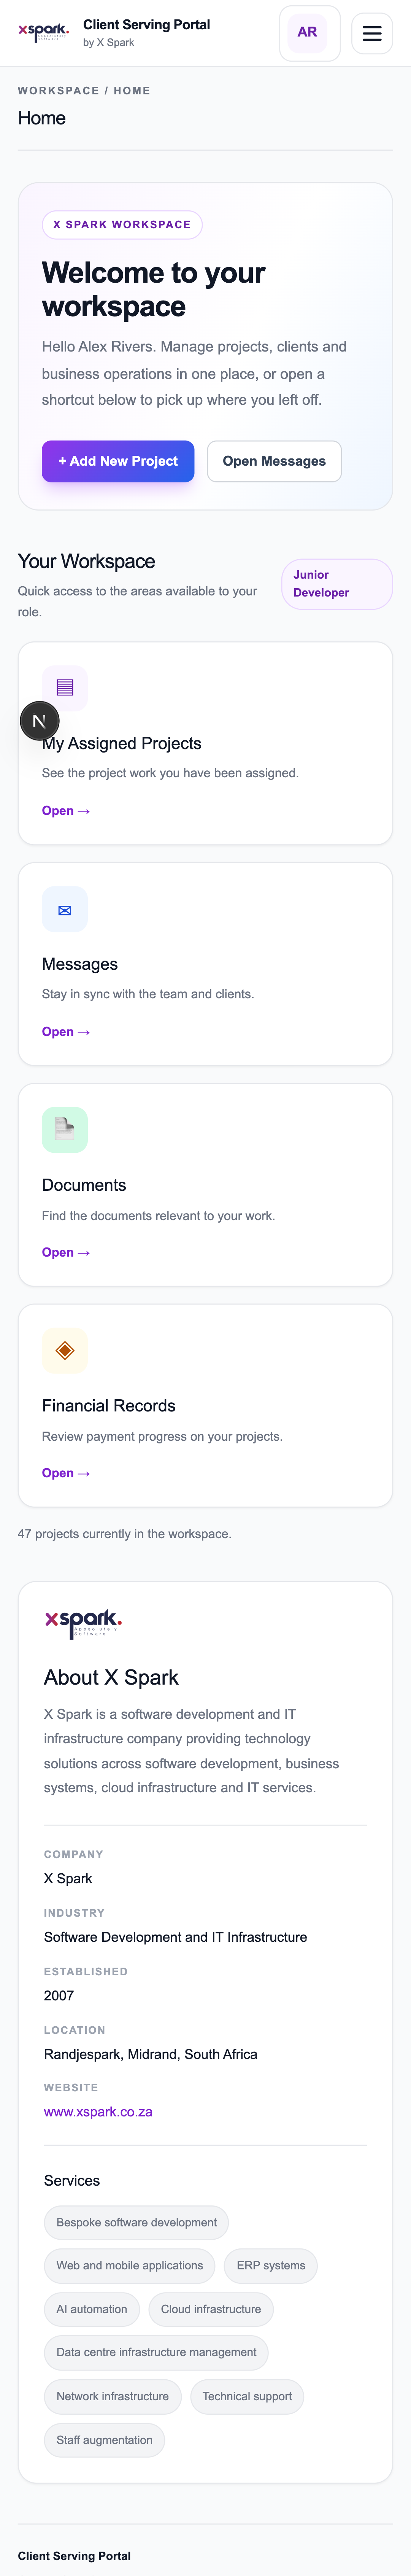 xspark.
Client Serving Portal
by X Spark
AR
WORKSPACE / HOME
Home
X SPARK WORKSPACE
Welcome to your
workspace
Hello Alex Rivers. Manage projects, clients and
business operations in one place, or open a
shortcut below to pick up where you left off.
+ Add New Project
Open Messages
Your Workspace
Quick access to the areas available to your
role.
Junior
Developer
N
My Assigned Projects
See the project work you have been assigned.
Open →
Messages
Stay in sync with the team and clients.
Open →
Documents
Find the documents relevant to your work.
Open →
Financial Records
Review payment progress on your projects.
Open →
47 projects currently in the workspace.
xspark.
About X Spark
X Spark is a software development and IT
infrastructure company providing technology
solutions across software development, business
systems, cloud infrastructure and IT services.
COMPANY
X Spark
INDUSTRY
Software Development and IT Infrastructure
ESTABLISHED
2007
LOCATION
Randjespark, Midrand, South Africa
WEBSITE
www.xspark.co.za
Services
Bespoke software development
Web and mobile applications
ERP systems
AI automation
Cloud infrastructure
Data centre infrastructure management
Network infrastructure
Technical support
Staff augmentation
Client Serving Portal